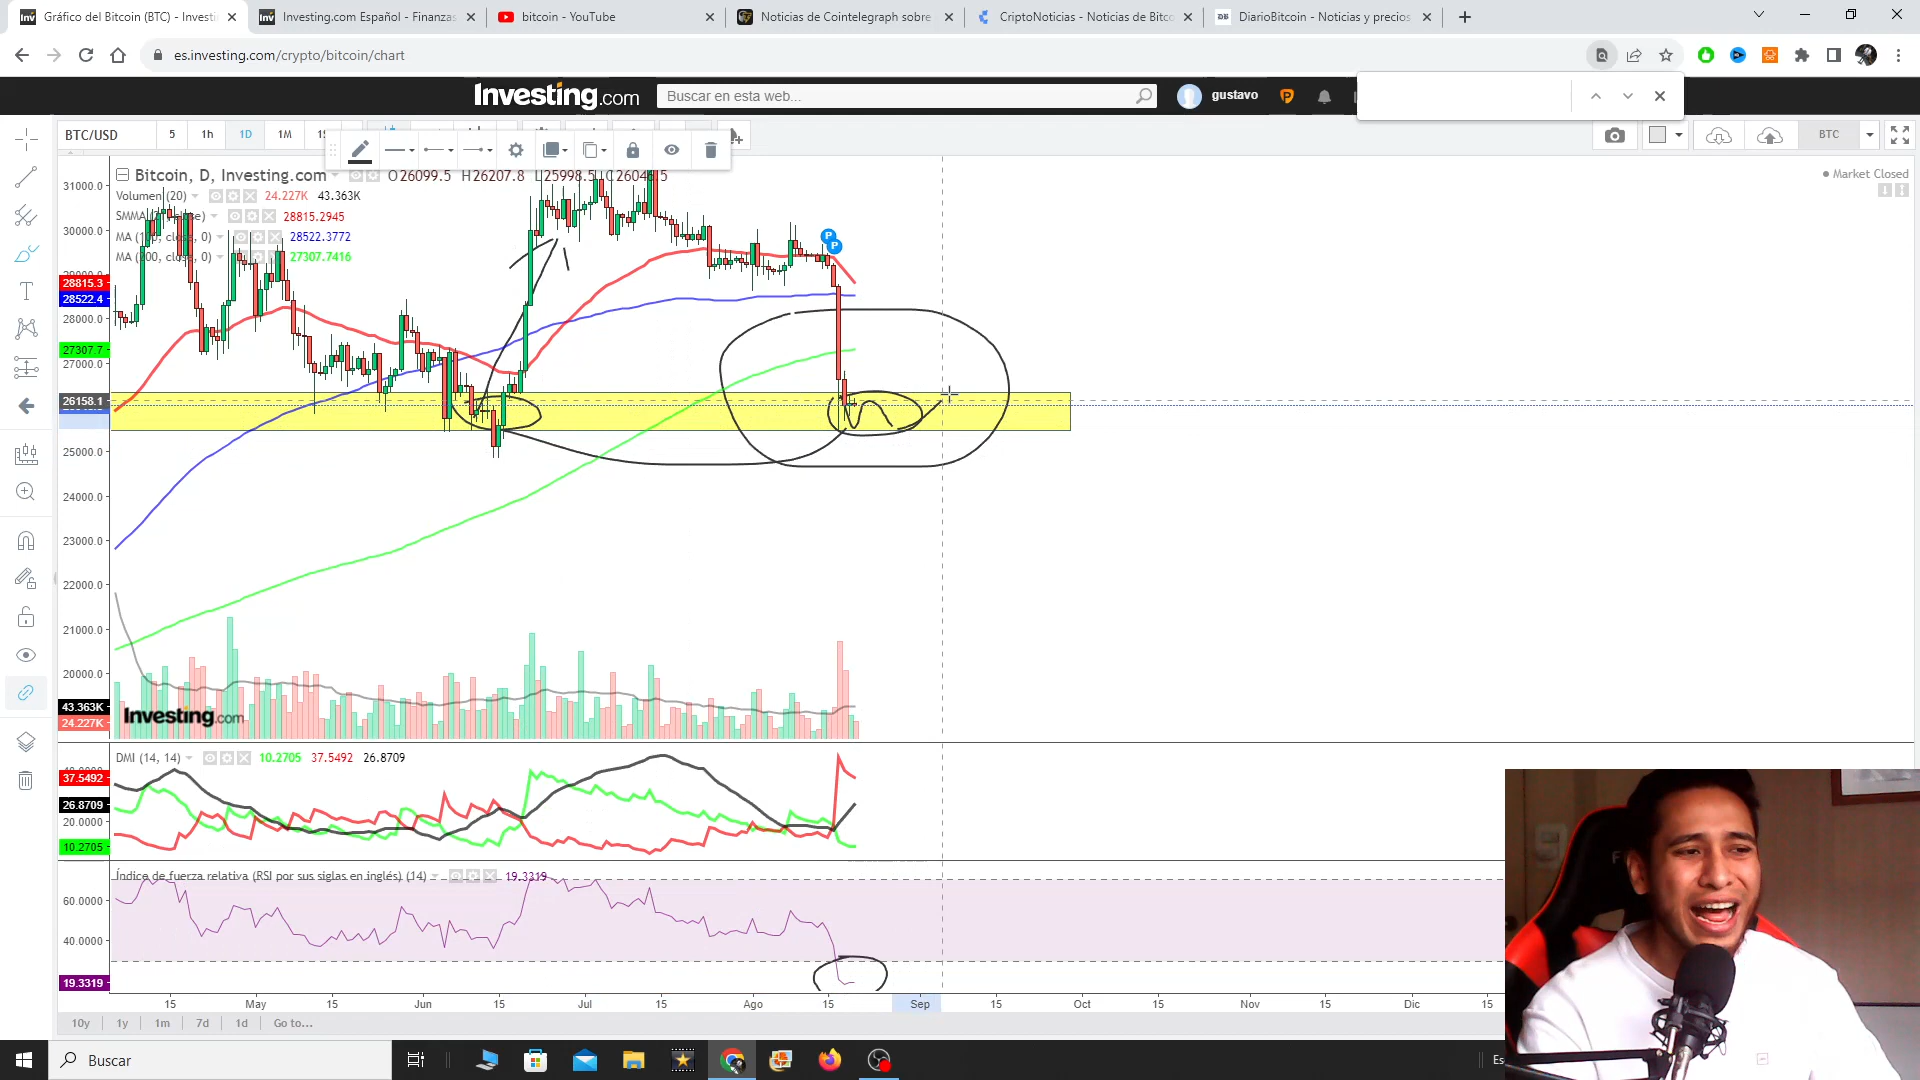 Gráfico del Bitcoin (BTC) - Investi
Investing.com Español - Finanzas
bitcoin - YouTube
Noticias de Cointelegraph sobre
CriptoNoticias - Noticias de Bitco
DiarioBitcoin - Noticias y precios
es.investing.com/crypto/bitcoin/chart
Investing.com
Buscar en esta web...
gustavo
BTC/USD 5 1h 1D 1M
BTC
Bitcoin, D, Investing.com O26099.5 H26207.8 L25998.5 C26046.5
Market Closed
Volumen (20) 24.227K 43.363K
28815.2945
28522.3772
27307.7416
P
P
31000.0
30000.0
29000.0
28815.3
28522.4
28000.0
27307.7
27000.0
26158.1
25000.0
24000.0
23000.0
22000.0
21000.0
20000.0
43.363K
24.227K
Investing.com
DMI (14, 14) 10.2705 37.5492 26.8709
37.5492
26.8709
20.0000
10.2705
Índice de fuerza relativa (RSI por sus siglas en inglés) (14) 19.3319
60.0000
40.0000
19.3319
15 May 15 Jun 15 Jul 15 Ago 15 Sep 15 Oct 15 Nov 15 Dic 15
10y 1y 1m 7d 1d Go to...
Buscar